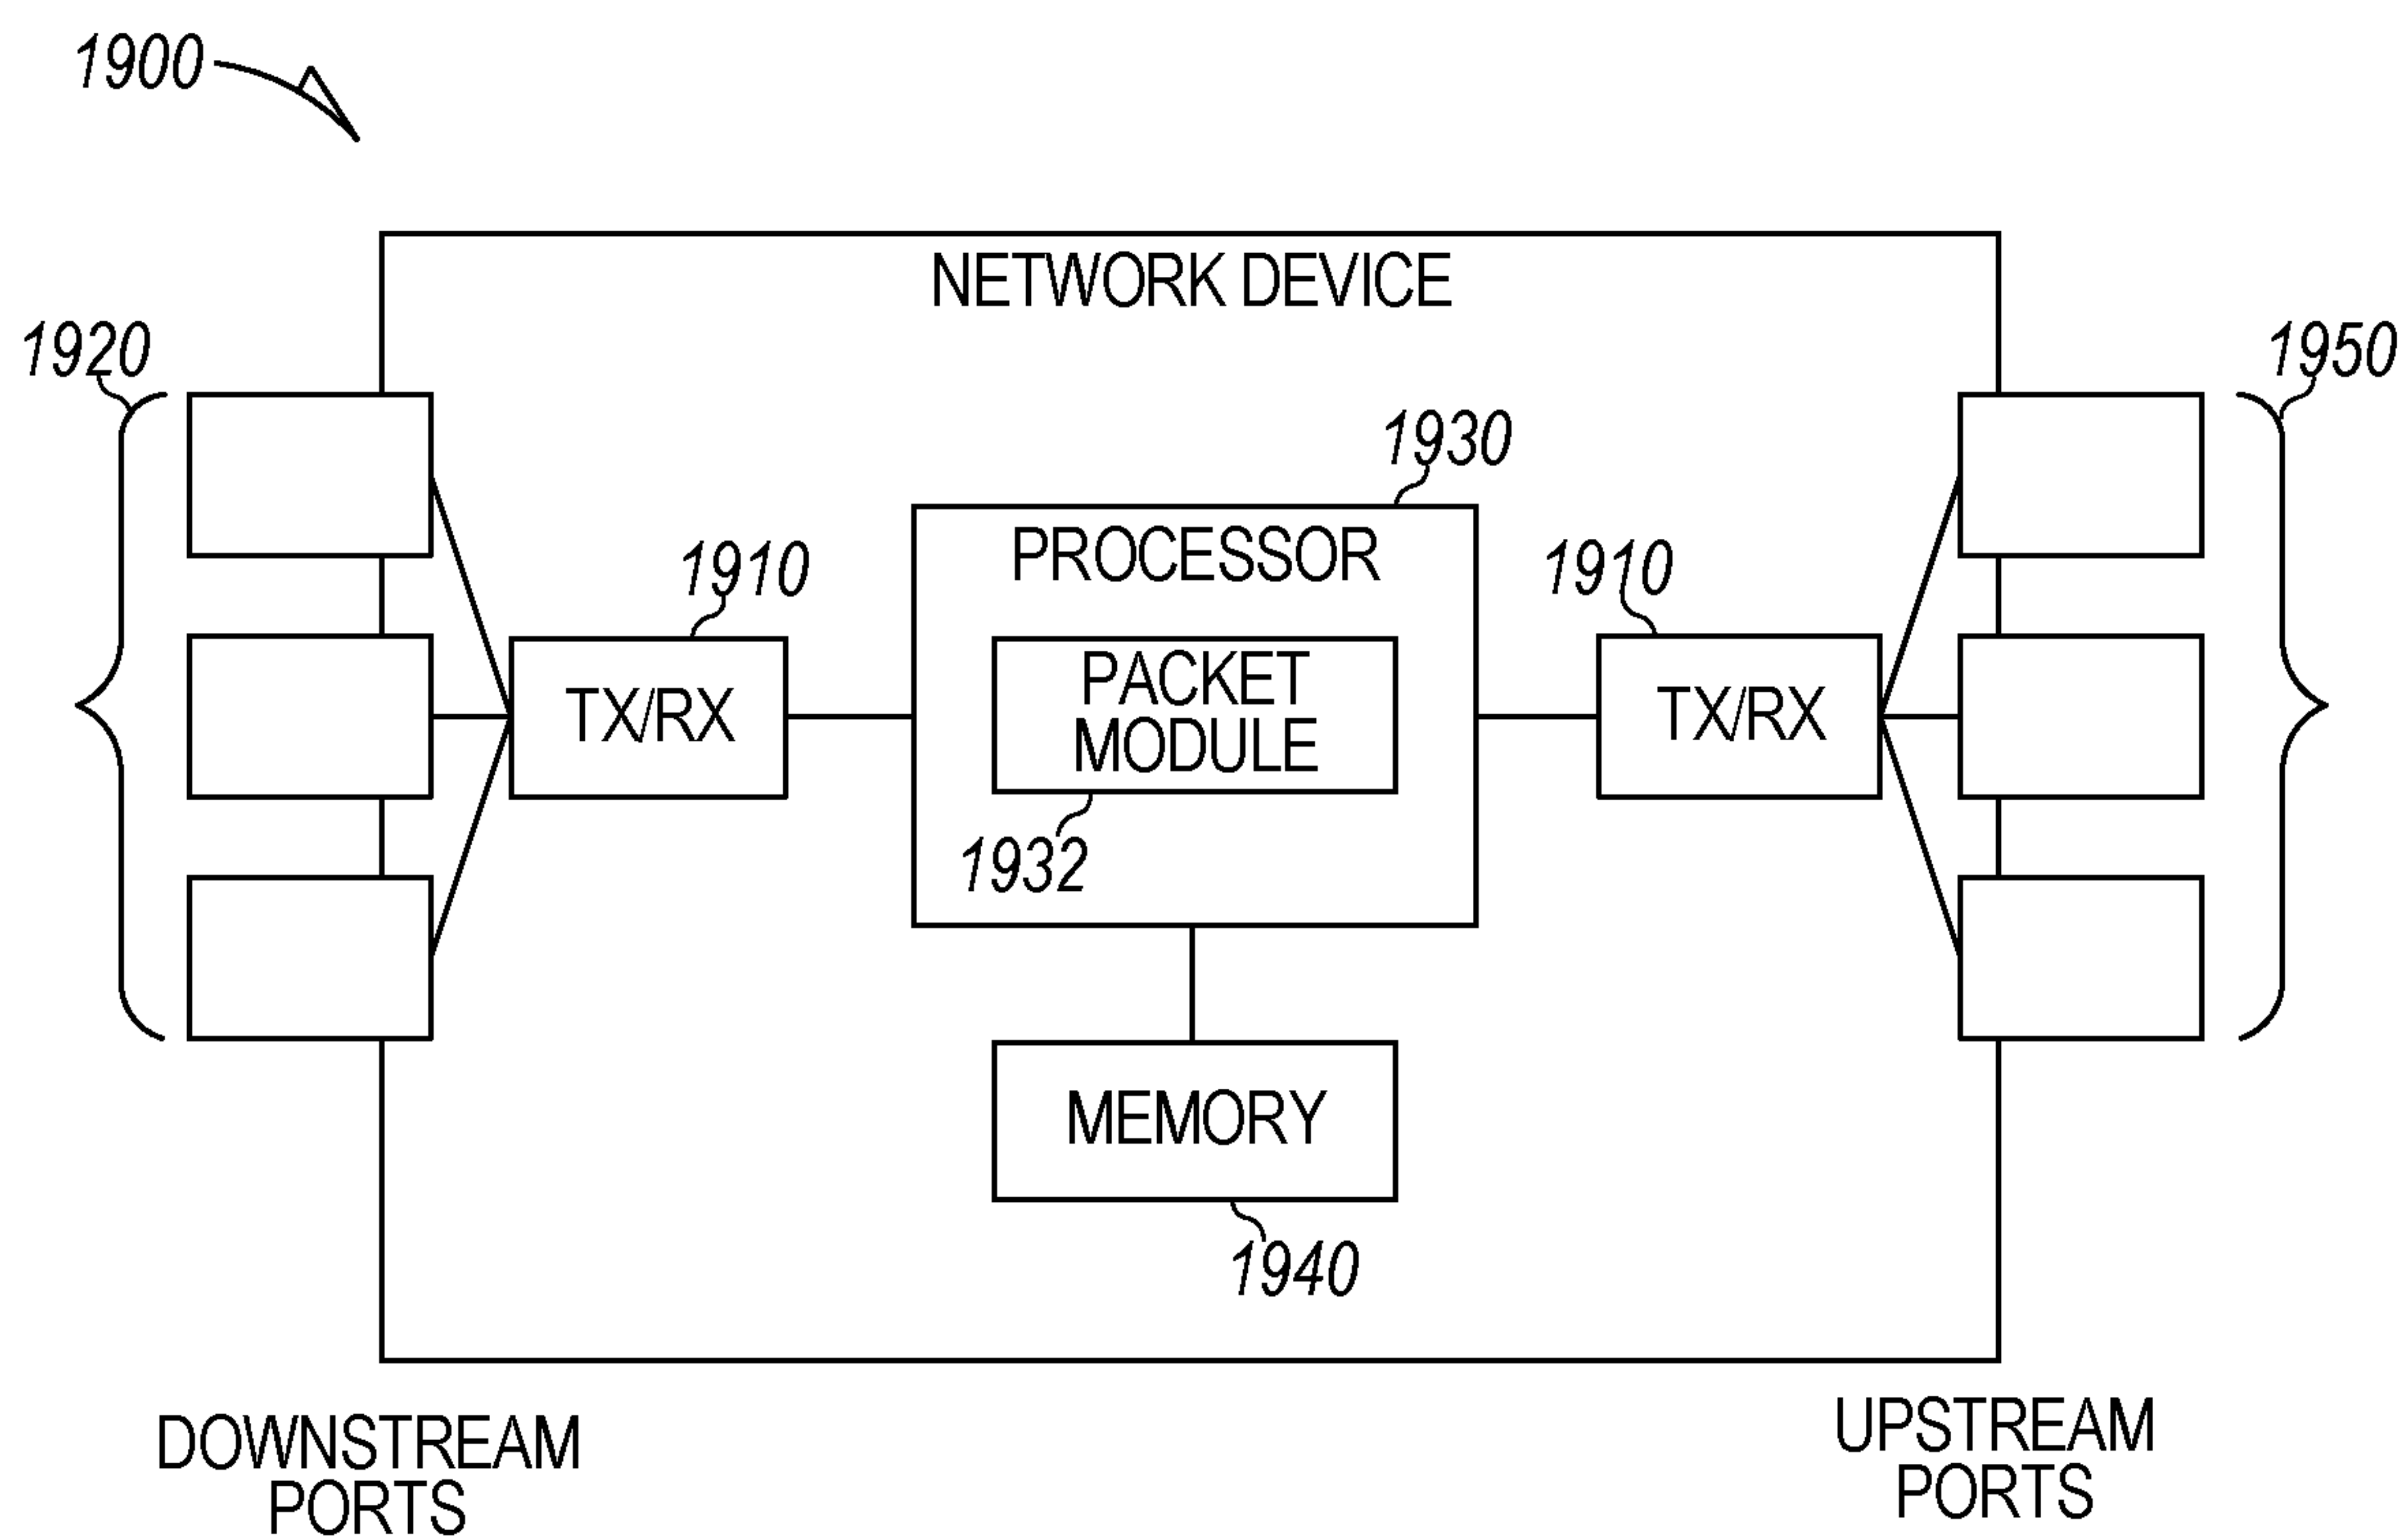 1900
NETWORK DEVICE
1920
1950
1930
PROCESSOR
1910
1910
PACKET
MODULE
TX/RX
TX/RX
1932
MEMORY
1940
DOWNSTREAM
PORTS
UPSTREAM
PORTS